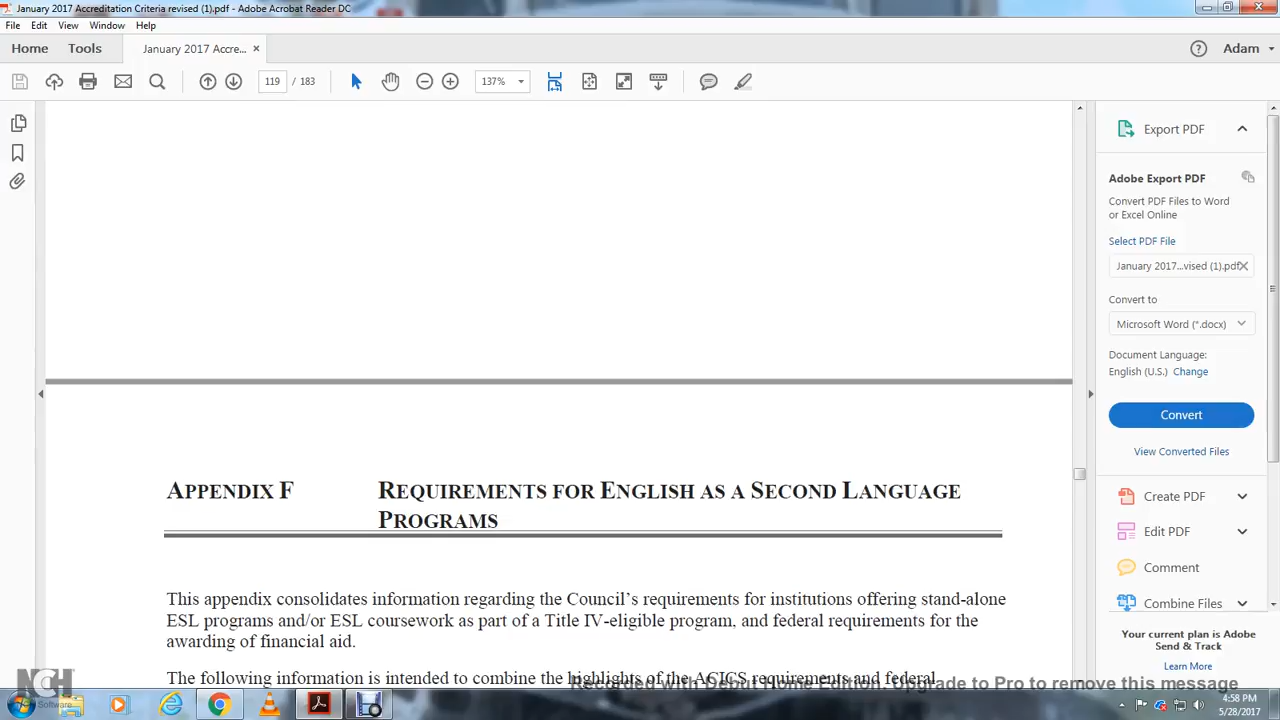 January 2017 Accreditation Criteria revised (1).pdf - Adobe Acrobat Reader DC
File Edit View Window Help
Home Tools January 2017 Accre... × Adam
119 / 183 137%
Export PDF
Adobe Export PDF
Convert PDF Files to Word
or Excel Online
Select PDF File
January 2017...vised (1).pdf
Convert to
Microsoft Word (*.docx)
Document Language:
English (U.S.) Change
Convert
View Converted Files
APPENDIX F REQUIREMENTS FOR ENGLISH AS A SECOND LANGUAGE
PROGRAMS
Create PDF
Edit PDF
Comment
Combine Files
This appendix consolidates information regarding the Council's requirements for institutions offering stand-alone
ESL programs and/or ESL coursework as part of a Title IV-eligible program, and federal requirements for the
awarding of financial aid.
The following information is intended to combine the highlights of the ACICS requirements and federal
Your current plan is Adobe
Send & Track
Learn More
Recorded with Debut Home Edition. Upgrade to Pro to remove this message
NCH Software
4:58 PM
5/28/2017